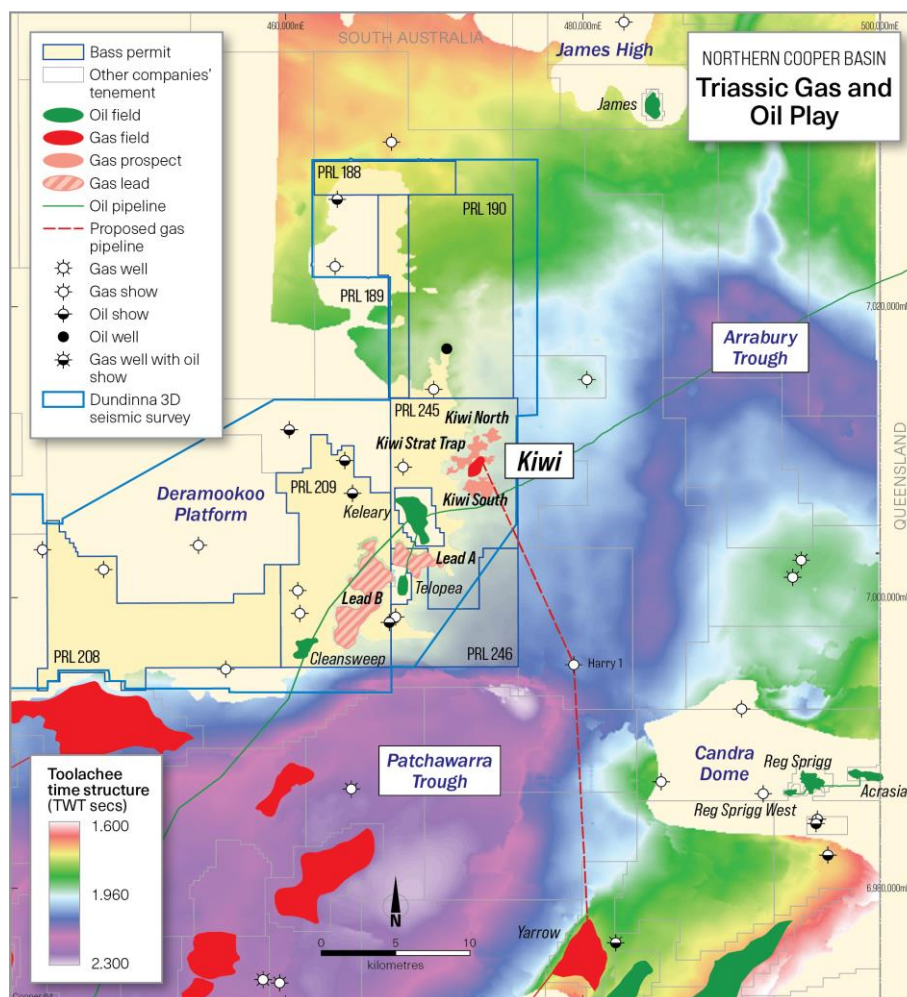 460,000mE
480,000mE
500,000mE
SOUTH AUSTRALIA
NORTHERN COOPER BASIN
Triassic Gas and
Oil Play
Bass permit
Other companies'
tenement
Oil field
Gas field
Gas prospect
Gas lead
Oil pipeline
Proposed gas
pipeline
Gas well
Gas show
Oil show
Oil well
Gas well with oil
show
Dundinna 3D
seismic survey
James High
James
PRL 188
PRL 190
PRL 189
7,020,000mN
Arrabury
Trough
QUEENSLAND
PRL 245
Kiwi North
Kiwi Strat Trap
Kiwi
Kiwi South
PRL 209
Deramookoo
Platform
Keleary
Lead A
Telopea
Lead B
7,000,000mN
PRL 208
Cleansweep
PRL 246
Harry 1
Patchawarra
Trough
Candra
Dome
Reg Sprigg
Acrasia
Reg Sprigg West
Toolachee
time structure
(TWT secs)
1.600
1.960
2.300
N
0
5
10
kilometres
Yarrow